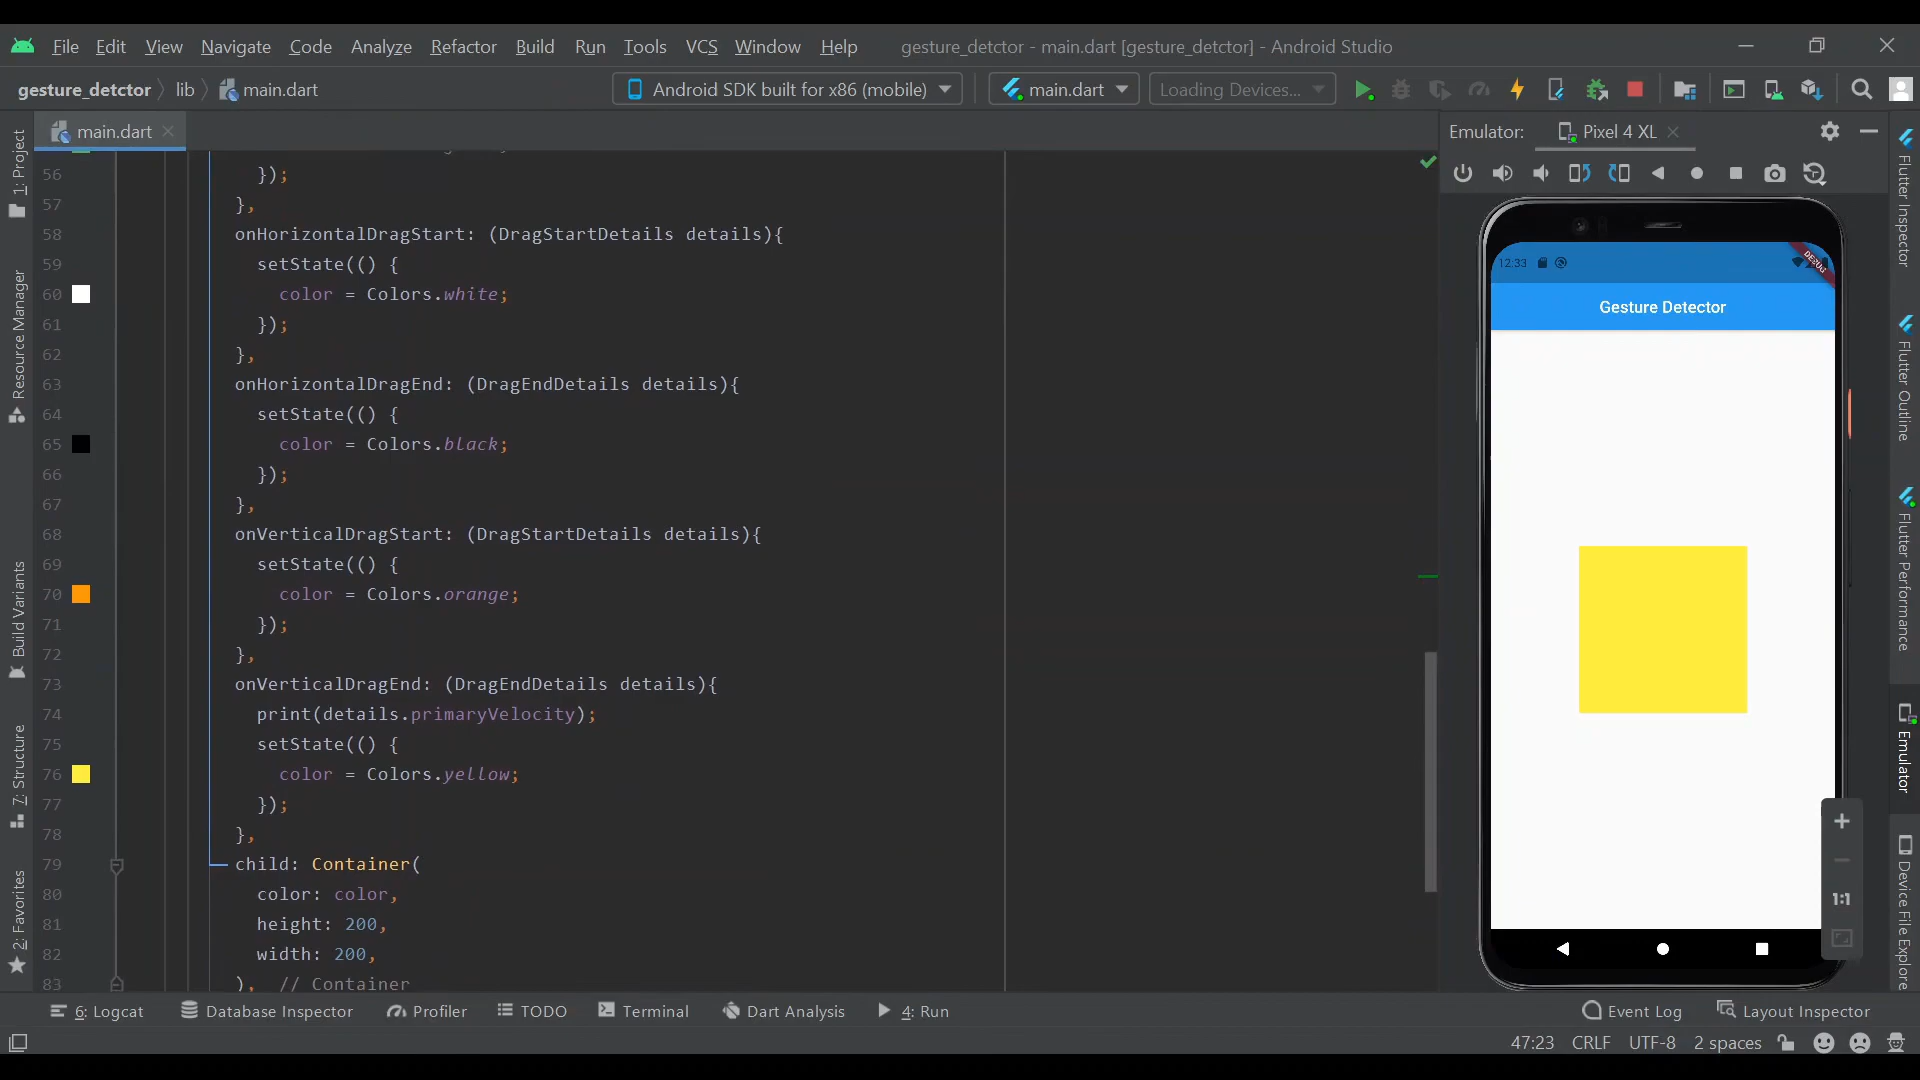 File Edit View Navigate Code Analyze Refactor Build Run Tools VCS Window Help gesture_detctor - main.dart [gesture_detctor] - Android Studio
gesture_detctor lib main.dart Android SDK built for x86 (mobile) main.dart Loading Devices...
main.dart
Emulator: Pixel 4 XL
1: Project
Resource Manager
Build Variants
7: Structure
2: Favorites
56 });
57 },
58 onHorizontalDragStart: (DragStartDetails details){
59 setState(() {
60 color = Colors.white;
61 });
62 },
63 onHorizontalDragEnd: (DragEndDetails details){
64 setState(() {
65 color = Colors.black;
66 });
67 },
68 onVerticalDragStart: (DragStartDetails details){
69 setState(() {
70 color = Colors.orange;
71 });
72 },
73 onVerticalDragEnd: (DragEndDetails details){
74 print(details.primaryVelocity);
75 setState(() {
76 color = Colors.yellow;
77 });
78 },
79 child: Container(
80 color: color,
81 height: 200,
82 width: 200,
83 ), // Container
12:33
DEBUG
Gesture Detector
1:1
Flutter Inspector
Flutter Outline
Flutter Performance
Emulator
Device File Explore
6: Logcat Database Inspector Profiler TODO Terminal Dart Analysis 4: Run Event Log Layout Inspector
47:23 CRLF UTF-8 2 spaces